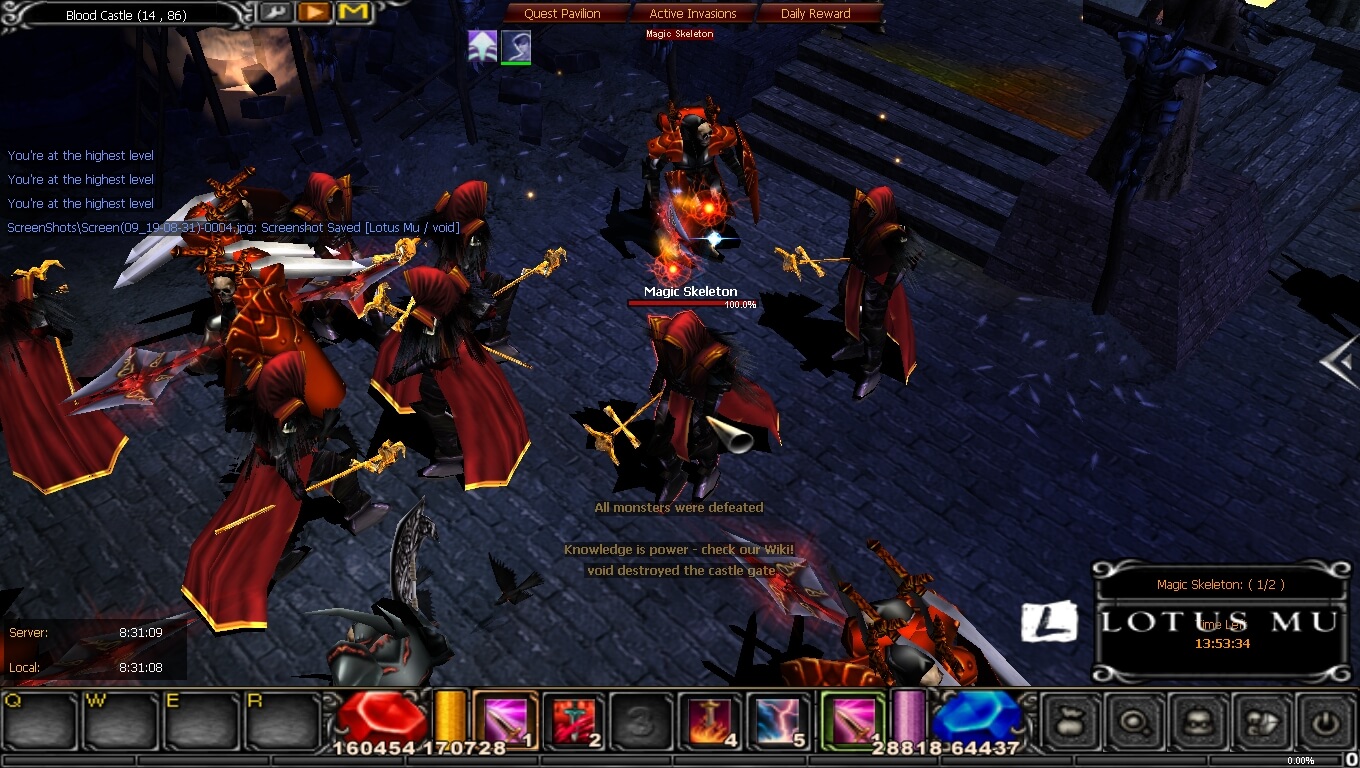 Blood Castle (14 , 86)
Quest Pavilion
Active Invasions
Daily Reward
Magic Skeleton
You're at the highest level
You're at the highest level
You're at the highest level
ScreenShots\Screen(09_19-08-31)-0004.jpg: Screenshot Saved [Lotus Mu / void]
Magic Skeleton
100.0%
All monsters were defeated
Knowledge is power - check our Wiki!
void destroyed the castle gate
Magic Skeleton: ( 1/2 )
LOTUS MU
Time Left
13:53:34
Server: 8:31:09
Local: 8:31:08
Q W E R
1 2 3 4 5 1
160454 170728 28818 64437
0.00% 0